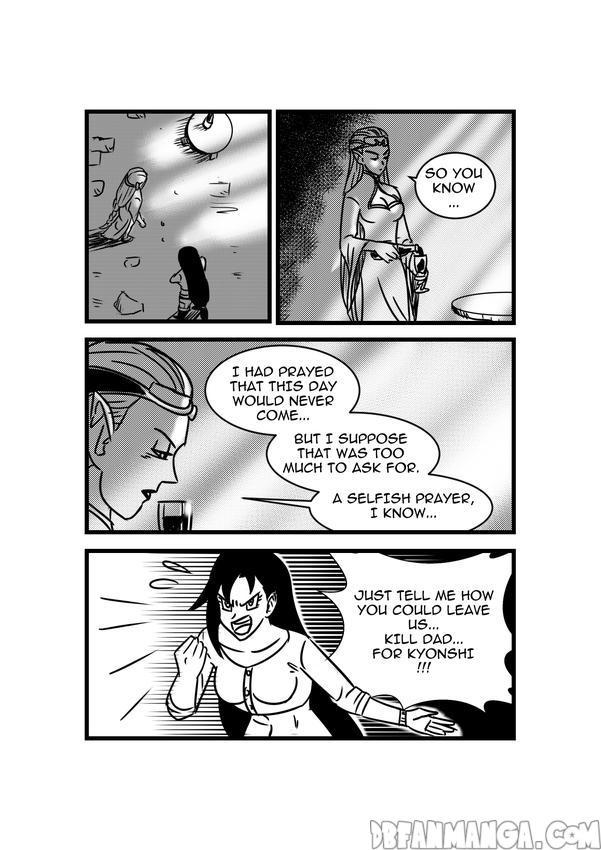 SO YOU
KNOW
...
I HAD PRAYED
THAT THIS DAY
WOULD NEVER
COME...
BUT I SUPPOSE
THAT WAS TOO
MUCH TO ASK FOR.
A SELFISH PRAYER,
I KNOW...
JUST TELL ME HOW
YOU COULD LEAVE
US...
KILL DAD...
FOR KYONSHI
!!!
DBFANMANGA.COM